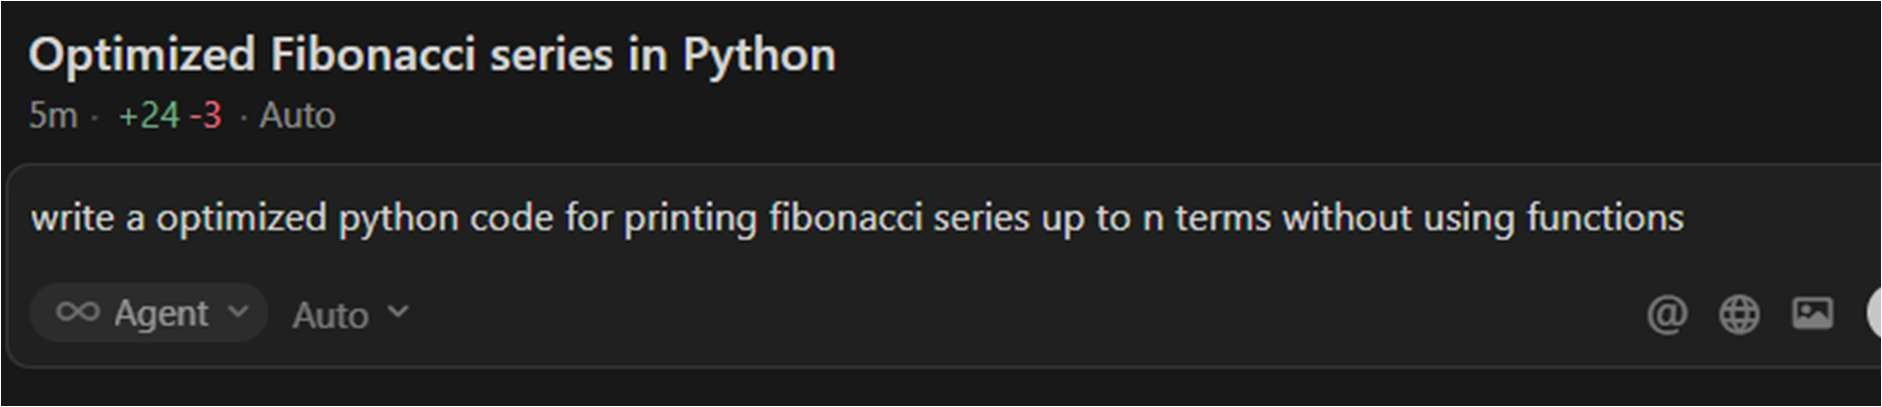 Optimized Fibonacci series in Python
5m · +24 -3 · Auto
write a optimized python code for printing fibonacci series up to n terms without using functions
Agent Auto